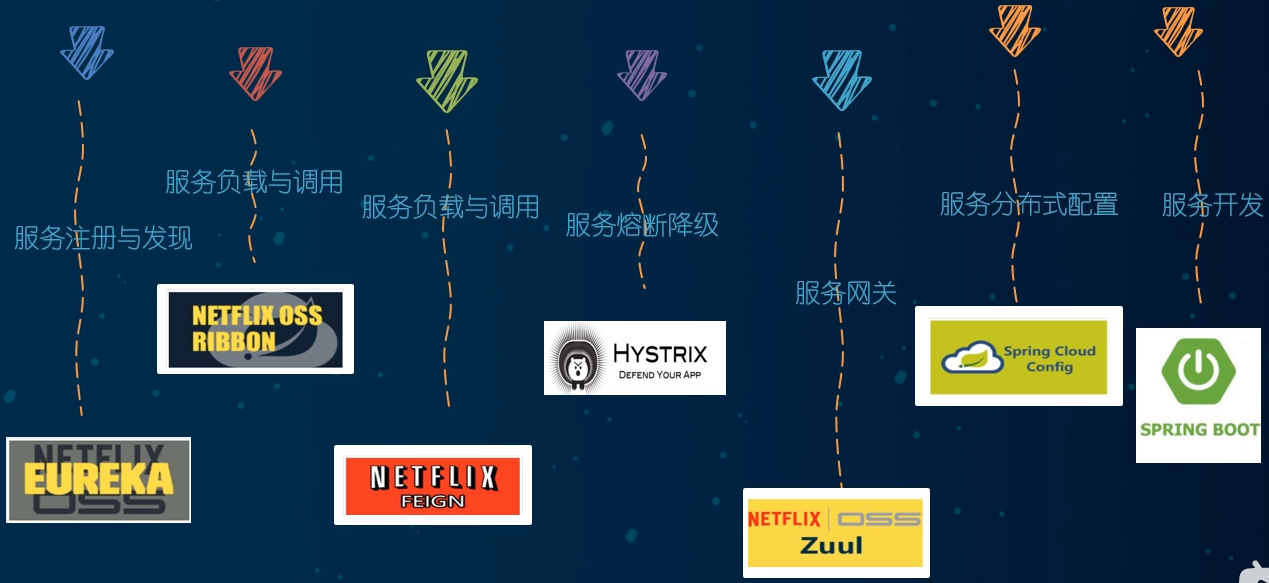 服务注册与发现
NETFLIX
EUREKA
OSS
服务负载与调用
NETFLIX OSS
RIBBON
服务负载与调用
NETFLIX
FEIGN
服务熔断降级
HYSTRIX
DEFEND YOUR APP
服务网关
NETFLIX OSS
Zuul
服务分布式配置
Spring Cloud
Config
服务开发
SPRING BOOT